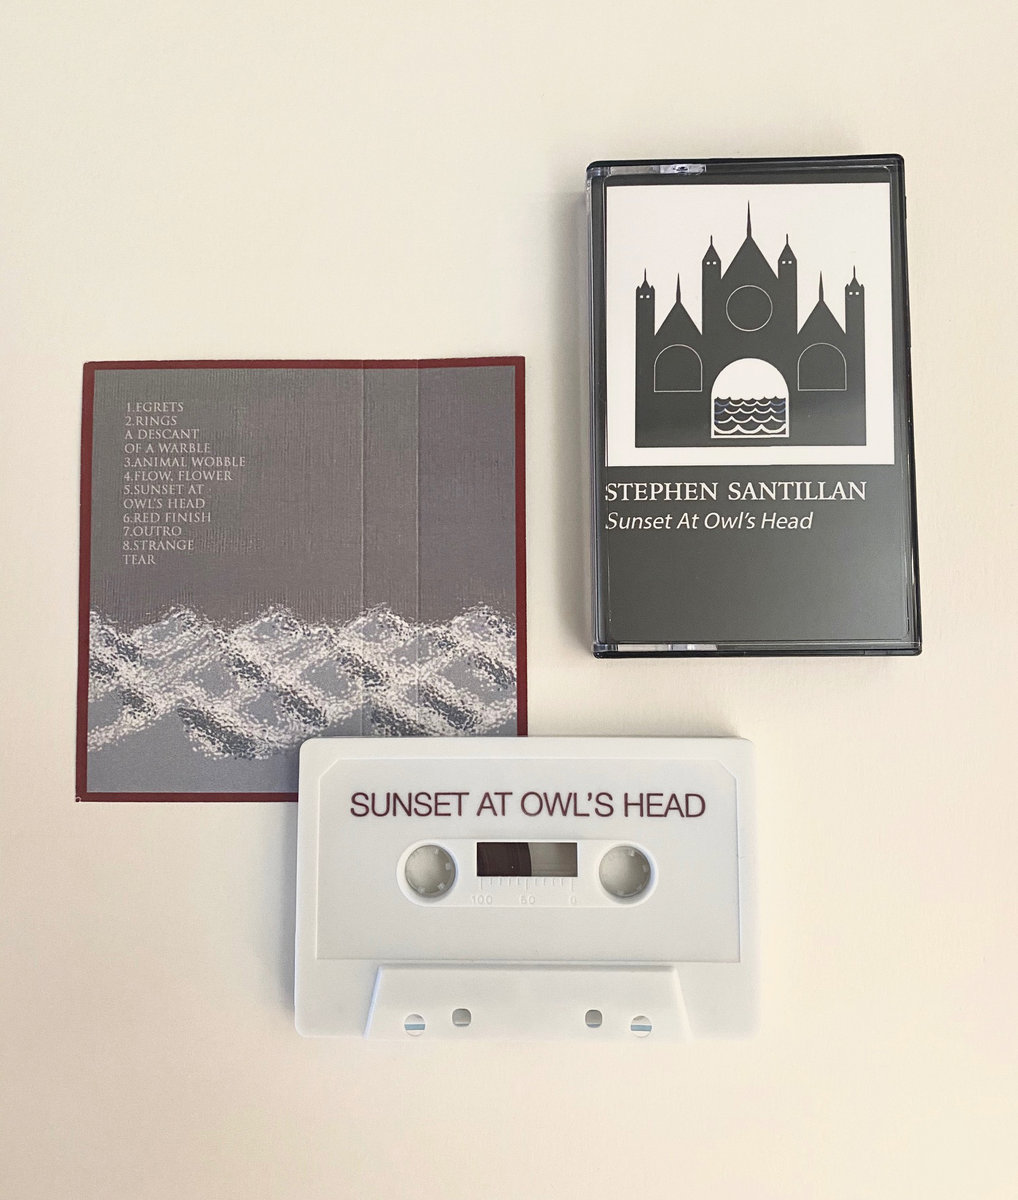 STEPHEN SANTILLAN
Sunset At Owl's Head
1.EGRETS
2.RINGS
A DESCANT
OF A WARBLE
3.ANIMAL WOBBLE
4.FLOW, FLOWER
5.SUNSET AT
OWL'S HEAD
6.RED FINISH
7.OUTRO
8.STRANGE
TEAR
SUNSET AT OWL'S HEAD
100 50 0